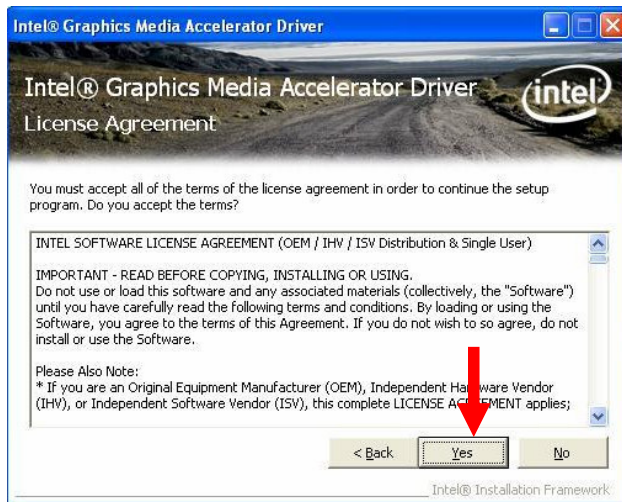 Intel® Graphics Media Accelerator Driver
Intel® Graphics Media Accelerator Driver
intel
License Agreement
You must accept all of the terms of the license agreement in order to continue the setup
program. Do you accept the terms?
INTEL SOFTWARE LICENSE AGREEMENT (OEM / IHV / ISV Distribution & Single User)
IMPORTANT - READ BEFORE COPYING, INSTALLING OR USING.
Do not use or load this software and any associated materials (collectively, the "Software")
until you have carefully read the following terms and conditions. By loading or using the
Software, you agree to the terms of this Agreement. If you do not wish to so agree, do not
install or use the Software.
Please Also Note:
* If you are an Original Equipment Manufacturer (OEM), Independent Hardware Vendor
(IHV), or Independent Software Vendor (ISV), this complete LICENSE AGREEMENT applies;
< Back
Yes
No
Intel® Installation Framework